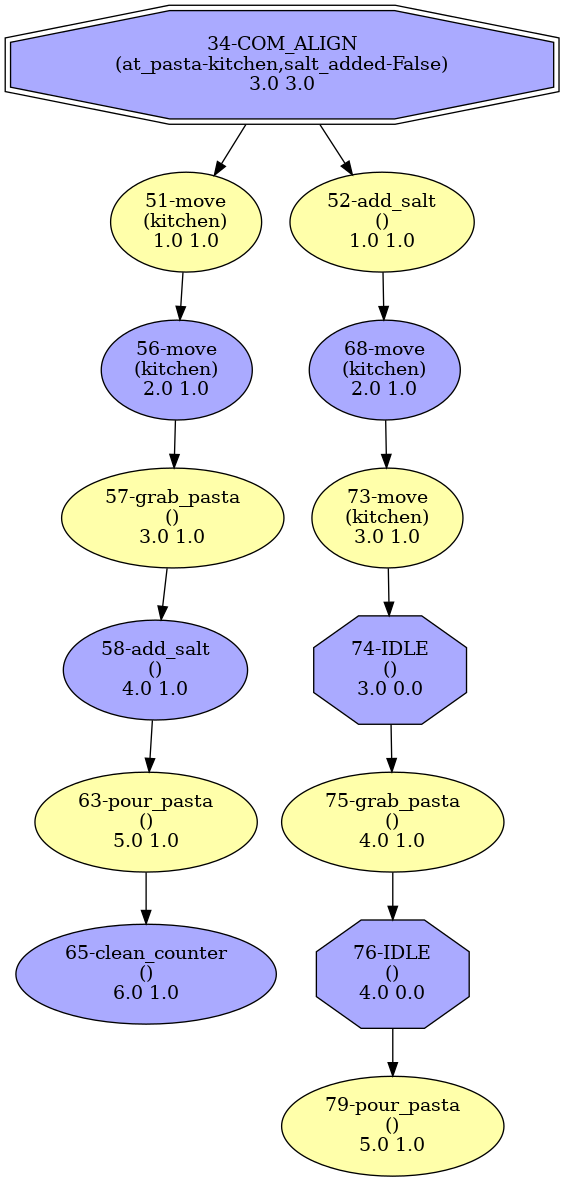 34-COM_ALIGN
(at_pasta-kitchen,salt_added-False)
3.0 3.0
51-move
(kitchen)
1.0 1.0
52-add_salt
()
1.0 1.0
56-move
(kitchen)
2.0 1.0
68-move
(kitchen)
2.0 1.0
57-grab_pasta
()
3.0 1.0
73-move
(kitchen)
3.0 1.0
58-add_salt
()
4.0 1.0
74-IDLE
()
3.0 0.0
63-pour_pasta
()
5.0 1.0
75-grab_pasta
()
4.0 1.0
65-clean_counter
()
6.0 1.0
76-IDLE
()
4.0 0.0
79-pour_pasta
()
5.0 1.0